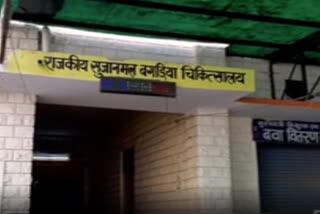 राजकीय सुजानमल बगड़िया चिकित्सालय
दवा वितरण